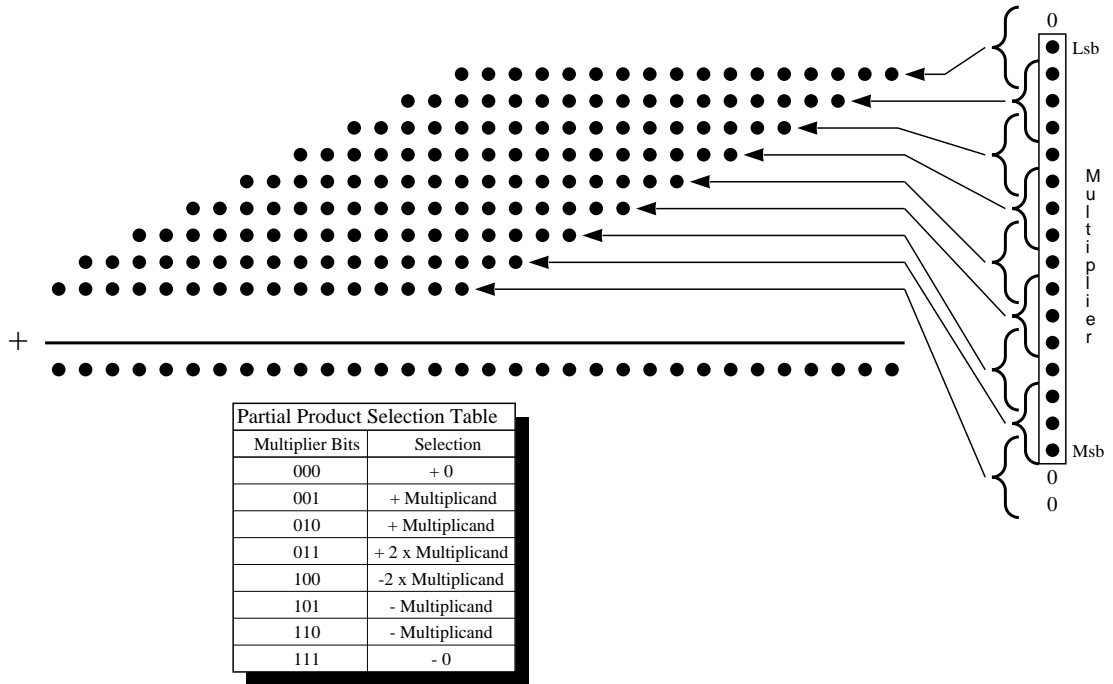 0
Lsb
Multiplier
Msb
0
0
+
Partial Product Selection Table
Multiplier Bits Selection
000 + 0
001 + Multiplicand
010 + Multiplicand
011 + 2 x Multiplicand
100 -2 x Multiplicand
101 - Multiplicand
110 - Multiplicand
111 - 0